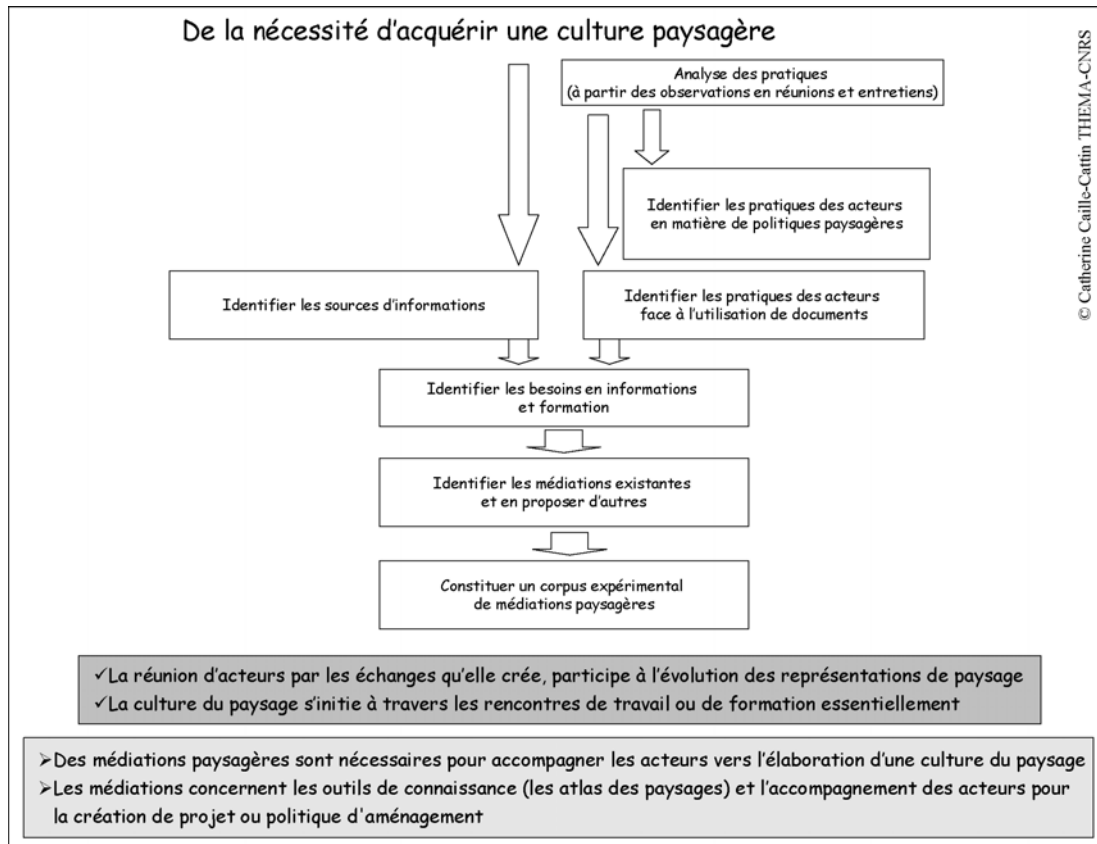 De la nécessité d'acquérir une culture paysagère
Analyse des pratiques
(à partir des observations en réunions et entretiens)
Identifier les pratiques des acteurs
en matière de politiques paysagères
Identifier les sources d'informations
Identifier les pratiques des acteurs
face à l'utilisation de documents
Identifier les besoins en informations
et formation
Identifier les médiations existantes
et en proposer d'autres
Constituer un corpus expérimental
de médiations paysagères
✓La réunion d'acteurs par les échanges qu'elle crée, participe à l'évolution des représentations de paysage
✓La culture du paysage s'initie à travers les rencontres de travail ou de formation essentiellement
➢Des médiations paysagères sont nécessaires pour accompagner les acteurs vers l'élaboration d'une culture du paysage
➢Les médiations concernent les outils de connaissance (les atlas des paysages) et l'accompagnement des acteurs pour
la création de projet ou politique d'aménagement
© Catherine Caille-Cattin THEMA-CNRS